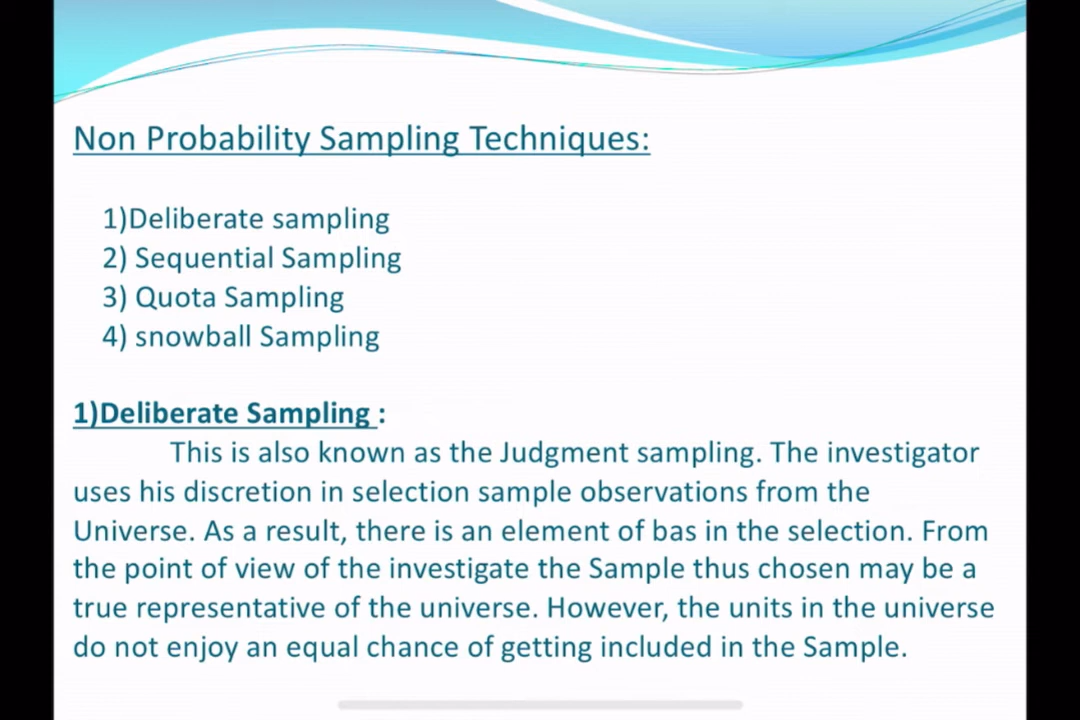 Non Probability Sampling Techniques:
1)Deliberate sampling
2) Sequential Sampling
3) Quota Sampling
4) snowball Sampling
1)Deliberate Sampling :
This is also known as the Judgment sampling. The investigator
uses his discretion in selection sample observations from the
Universe. As a result, there is an element of bas in the selection. From
the point of view of the investigate the Sample thus chosen may be a
true representative of the universe. However, the units in the universe
do not enjoy an equal chance of getting included in the Sample.